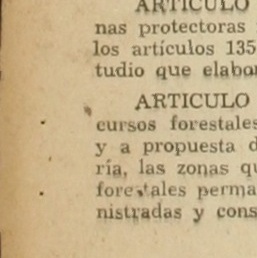 ARTICULO
nas protectoras
los artículos 135
tudio que elabor
ARTICULO
cursos forestales
y a propuesta d
ría, las zonas qu
forestales perma
nistradas y cons